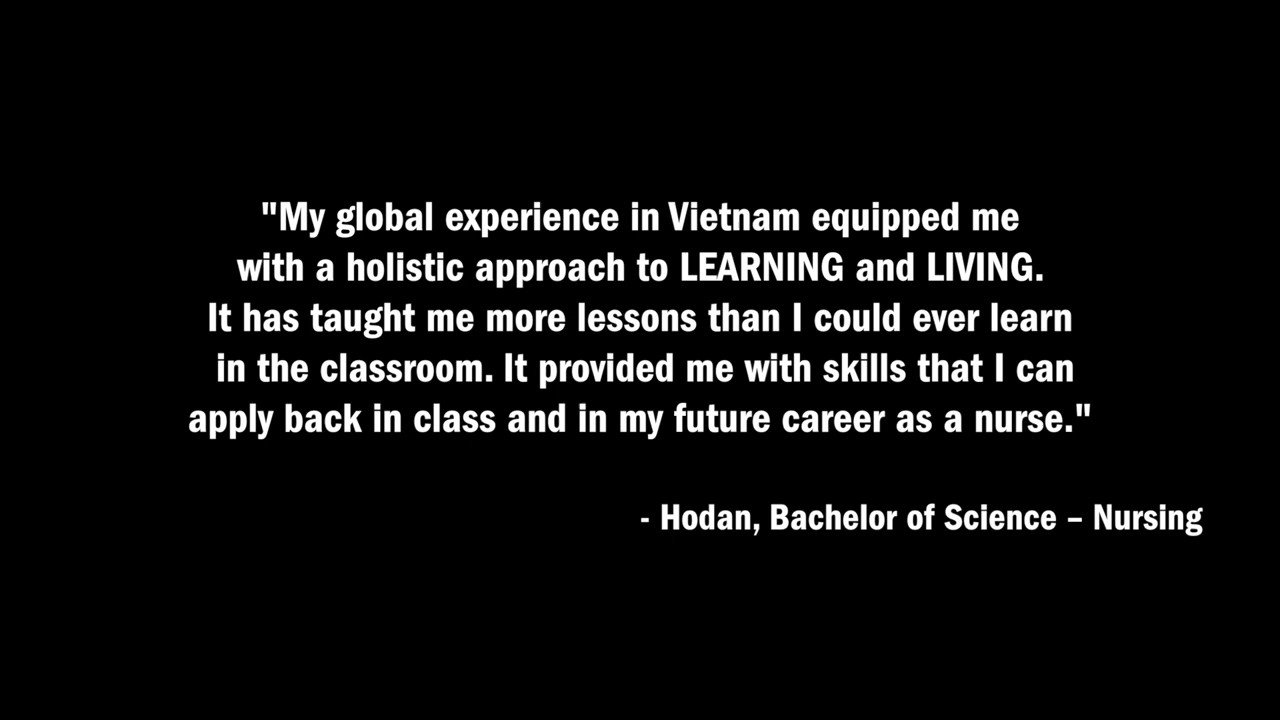 "My global experience in Vietnam equipped me
with a holistic approach to LEARNING and LIVING.
It has taught me more lessons than I could ever learn
in the classroom. It provided me with skills that I can
apply back in class and in my future career as a nurse."
- Hodan, Bachelor of Science – Nursing